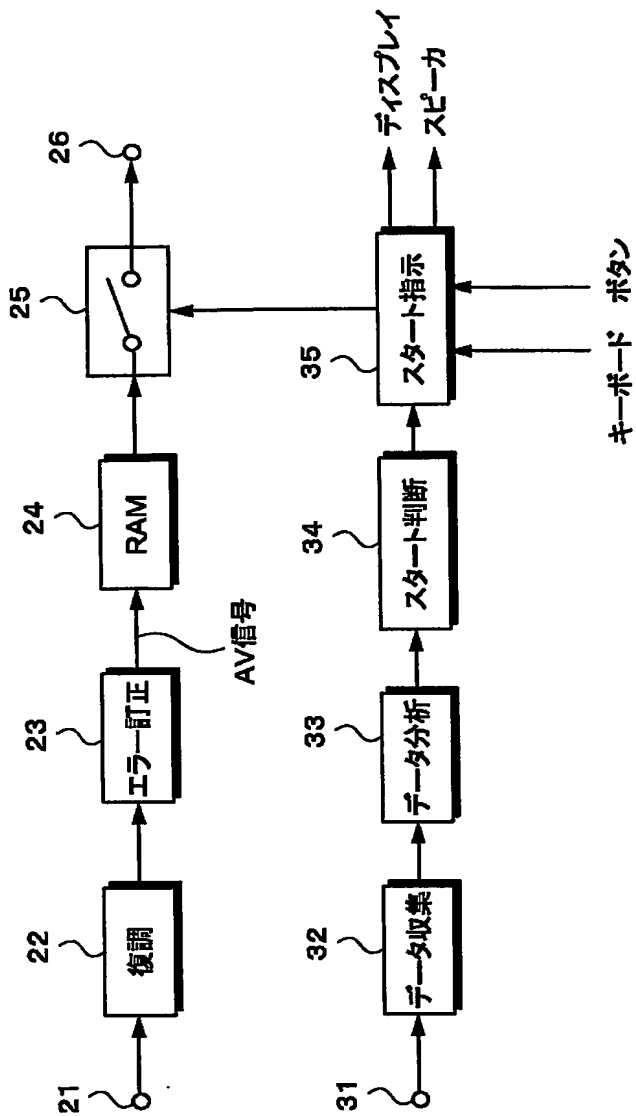 21
22
復調
23
エラー訂正
AV信号
24
RAM
25
26
31
32
データ収集
33
データ分析
34
スタート判断
35
スタート指示
ディスプレイ
スピーカ
キーボード
ボタン